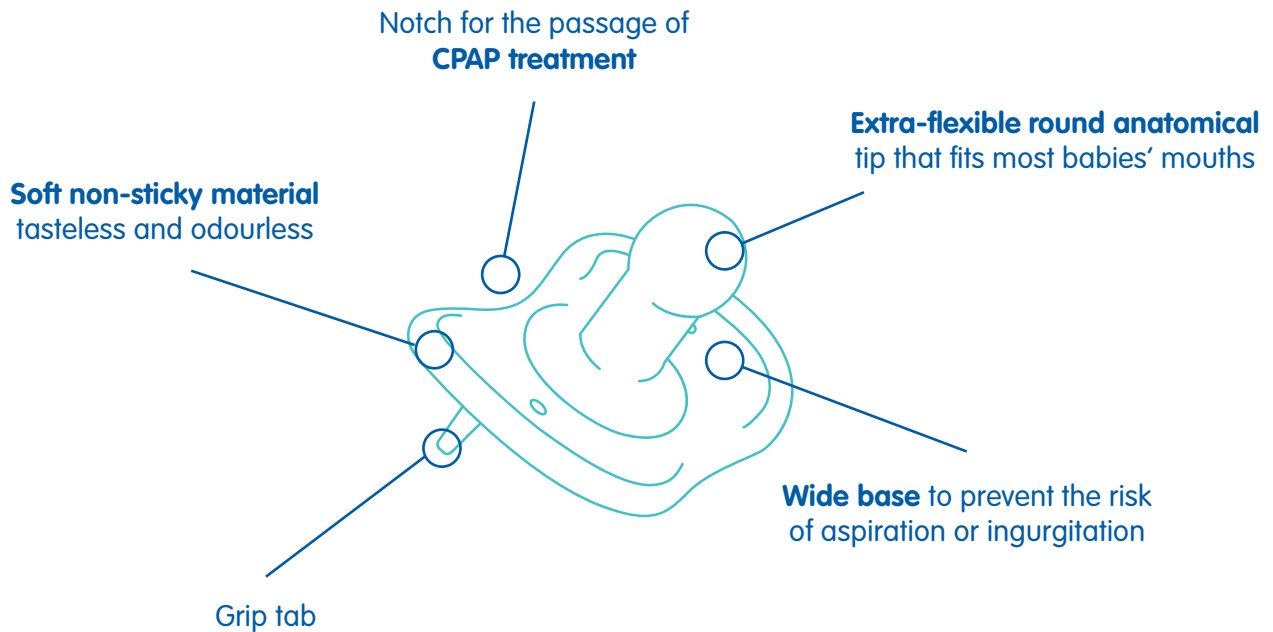 Notch for the passage of
CPAP treatment
Extra-flexible round anatomical
tip that fits most babies’ mouths
Soft non-sticky material
tasteless and odourless
Wide base to prevent the risk
of aspiration or ingurgitation
Grip tab